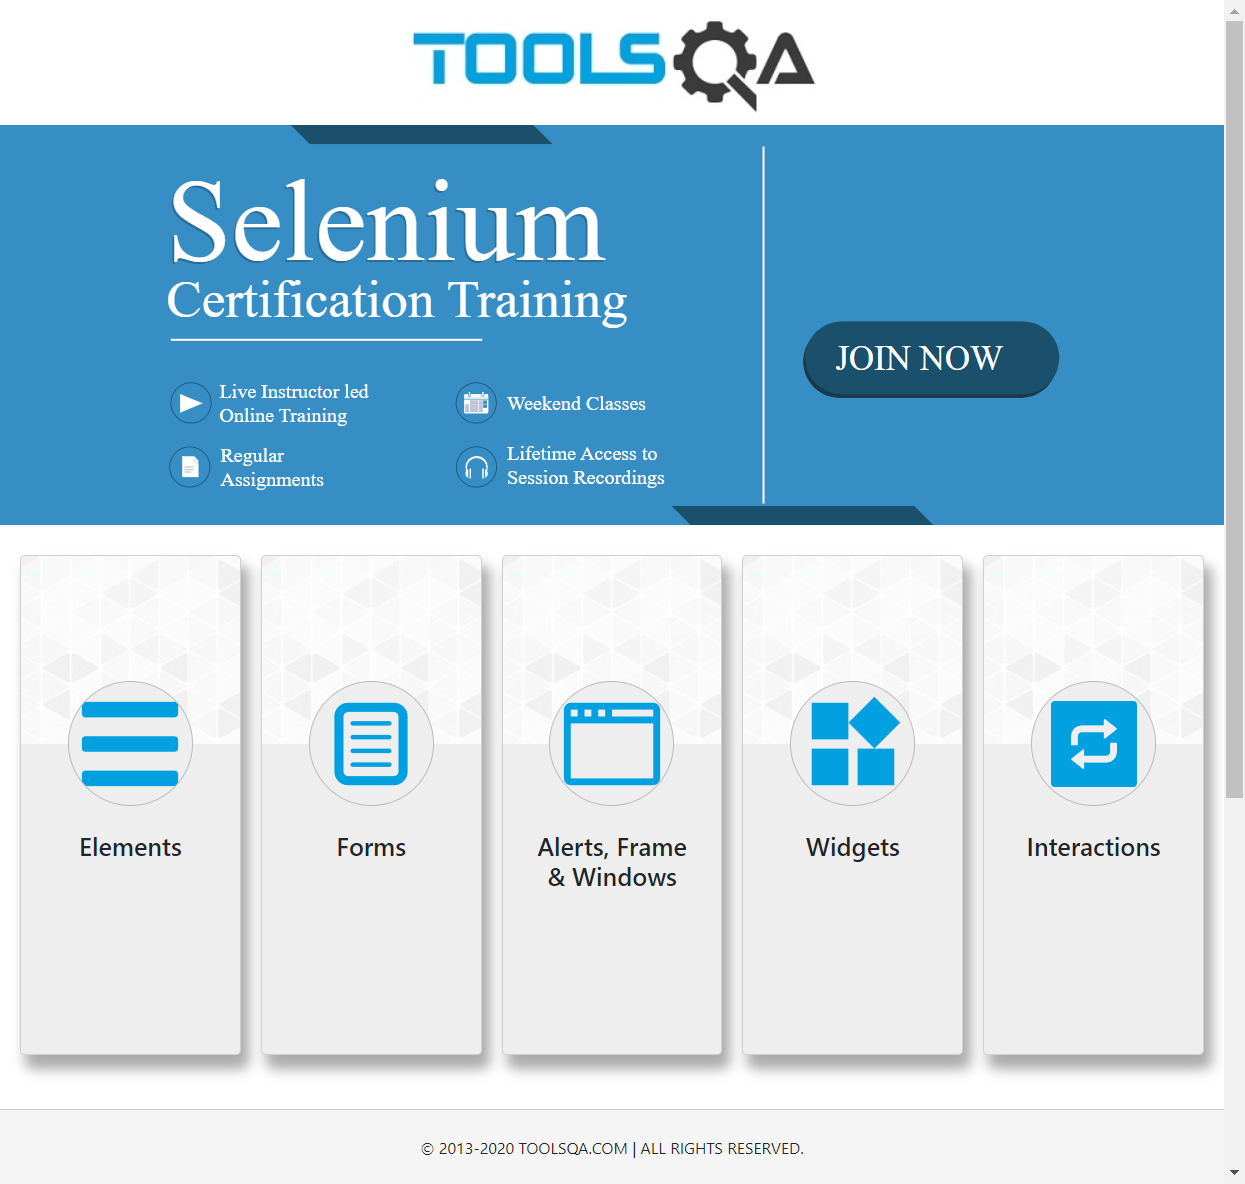 TOOLSQA
Selenium
Certification Training
Live Instructor led
Online Training
Weekend Classes
Regular
Assignments
Lifetime Access to
Session Recordings
JOIN NOW
Elements
Forms
Alerts, Frame
& Windows
Widgets
Interactions
© 2013-2020 TOOLSQA.COM | ALL RIGHTS RESERVED.